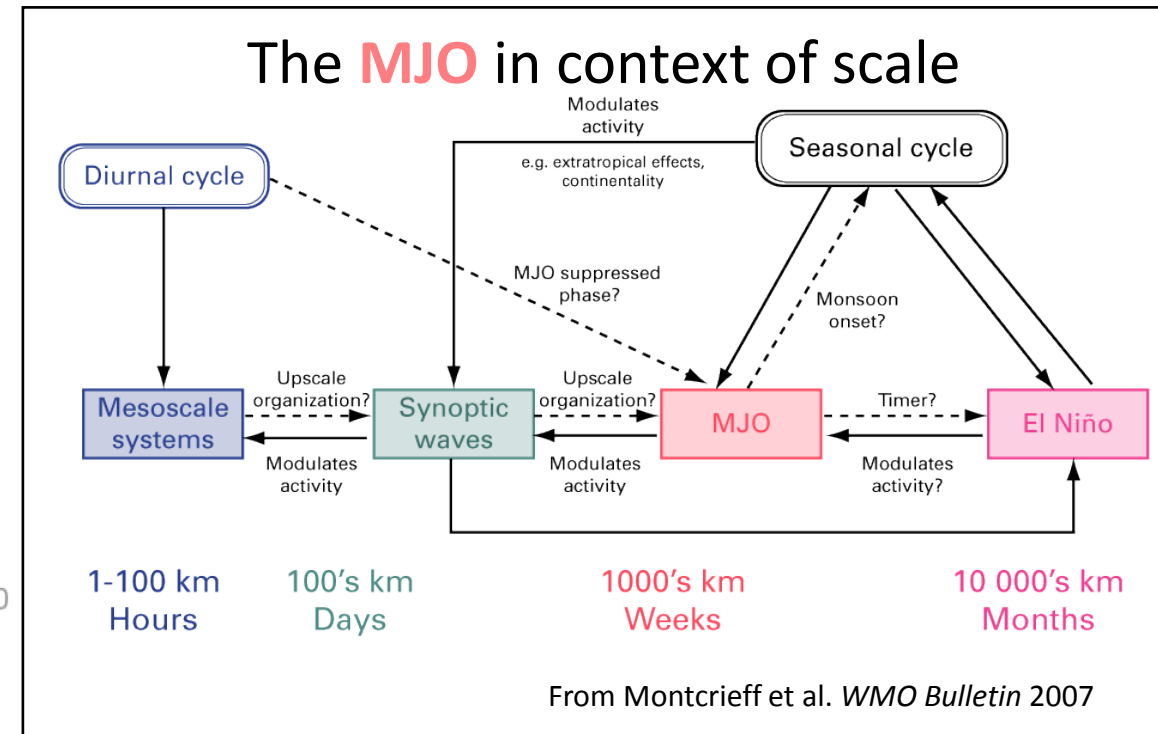 The MJO in context of scale
Modulates
activity
e.g. extratropical effects,
continentality
Seasonal cycle
Diurnal cycle
MJO suppressed
phase?
Monsoon
onset?
Mesoscale
systems
Upscale
organization?
Modulates
activity
Synoptic
waves
Upscale
organization?
Modulates
activity
MJO
Timer?
Modulates
activity?
El Niño
1-100 km
Hours
100's km
Days
1000's km
Weeks
10 000's km
Months
From Montcrieff et al. WMO Bulletin 2007